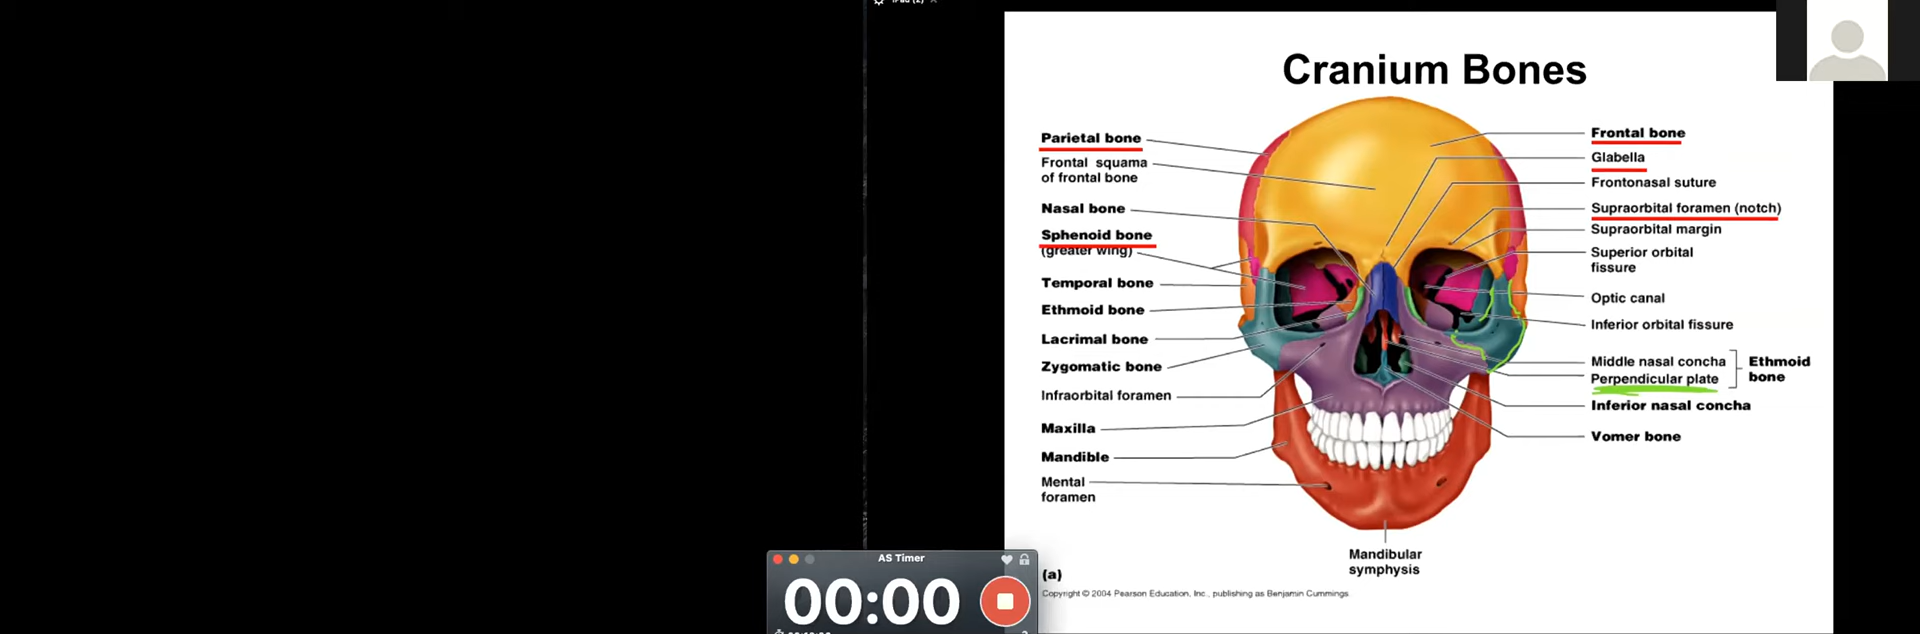 iPad (2)
Cranium Bones
Parietal bone
Frontal squama
of frontal bone
Nasal bone
Sphenoid bone
(greater wing)
Temporal bone
Ethmoid bone
Lacrimal bone
Zygomatic bone
Infraorbital foramen
Maxilla
Mandible
Mental
foramen
Frontal bone
Glabella
Frontonasal suture
Supraorbital foramen (notch)
Supraorbital margin
Superior orbital
fissure
Optic canal
Inferior orbital fissure
Middle nasal concha
Perpendicular plate
Ethmoid
bone
Inferior nasal concha
Vomer bone
Mandibular
symphysis
(a)
Copyright © 2004 Pearson Education, Inc., publishing as Benjamin Cummings
AS Timer
00:00